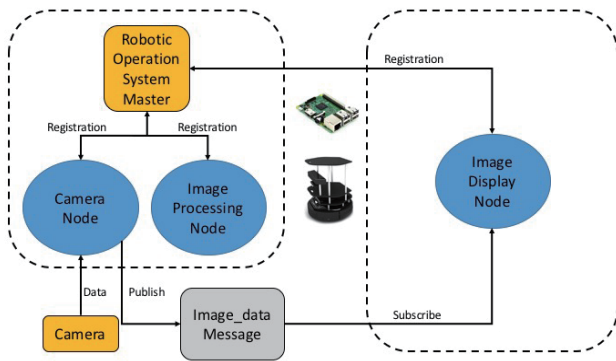 Robotic
Operation
System
Master
Registration
Registration
Registration
Camera
Node
Image
Processing
Node
Image
Display
Node
Data
Publish
Camera
Image_data
Message
Subscribe